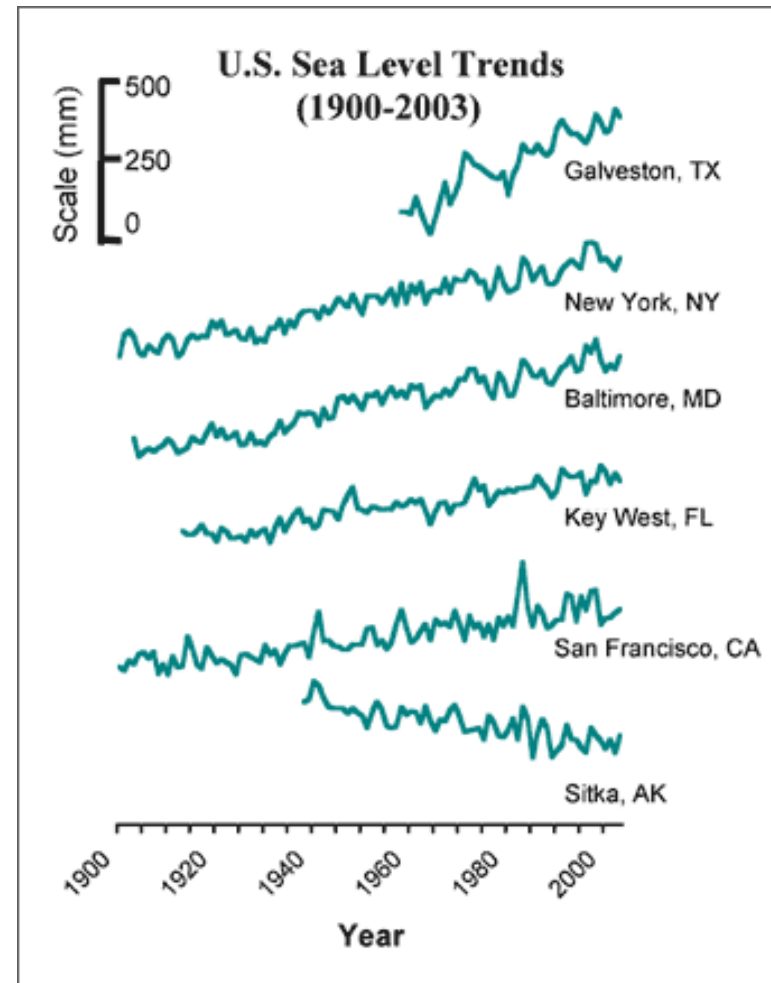 U.S. Sea Level Trends
(1900-2003)
Scale (mm)
500
250
0
Galveston, TX
New York, NY
Baltimore, MD
Key West, FL
San Francisco, CA
Sitka, AK
1900 1920 1940 1960 1980 2000
Year